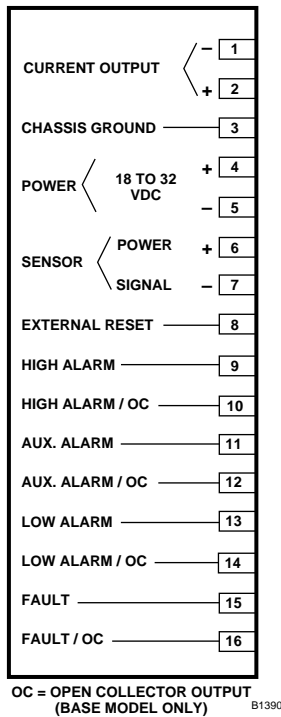 − 1
CURRENT OUTPUT
+ 2
CHASSIS GROUND 3
+ 4
POWER 18 TO 32
VDC
− 5
POWER + 6
SENSOR
SIGNAL − 7
EXTERNAL RESET 8
HIGH ALARM 9
HIGH ALARM / OC 10
AUX. ALARM 11
AUX. ALARM / OC 12
LOW ALARM 13
LOW ALARM / OC 14
FAULT 15
FAULT / OC 16
OC = OPEN COLLECTOR OUTPUT
(BASE MODEL ONLY) B1390